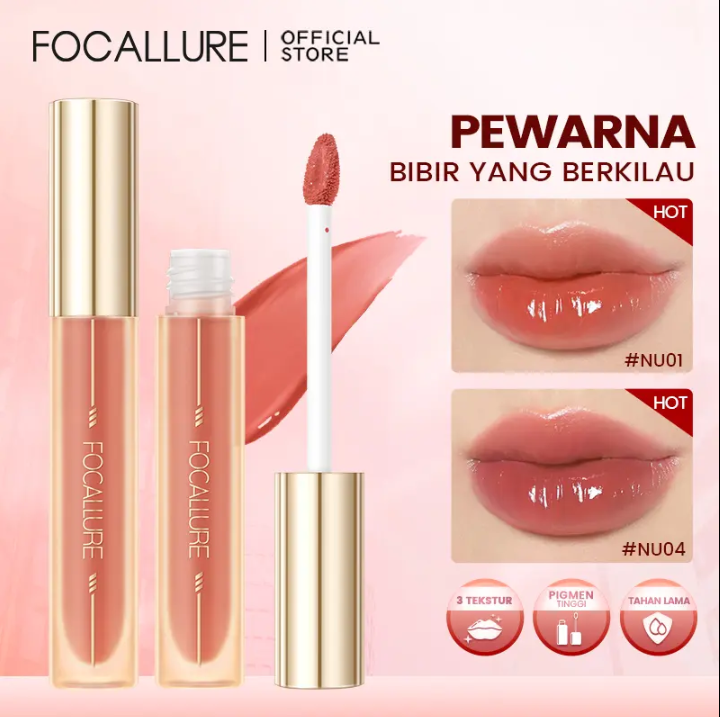 FOCALLURE | OFFICIAL STORE
PEWARNA
BIBIR YANG BERKILAU
HOT
#NU01
HOT
#NU04
FOCALLURE
FOCALLURE
3 TEKSTUR
PIGMEN
TINGGI
TAHAN LAMA